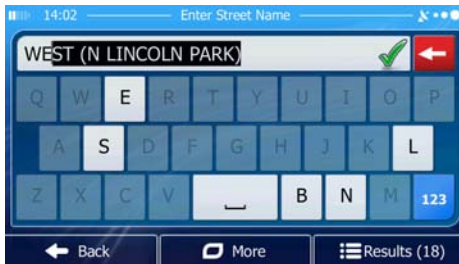 14:02 Enter Street Name
WEST (N LINCOLN PARK)
Q W E R T Y U I O P
A S D F G H J K L
Z X C V B N M 123
Back More Results (18)